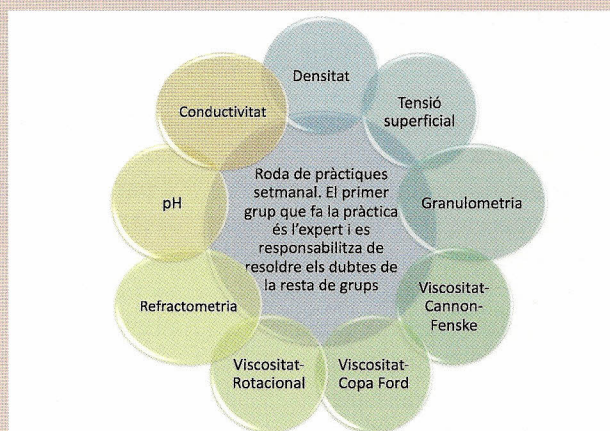 Densitat
Tensió
superficial
Granulometria
Viscositat-
Cannon-
Fenske
Viscositat-
Copa Ford
Viscositat-
Rotacional
Refractometria
pH
Conductivitat
Roda de pràctiques
setmanal. El primer
grup que fa la pràctica
és l'expert i es
responsabilitza de
resoldre els dubtes de
la resta de grups